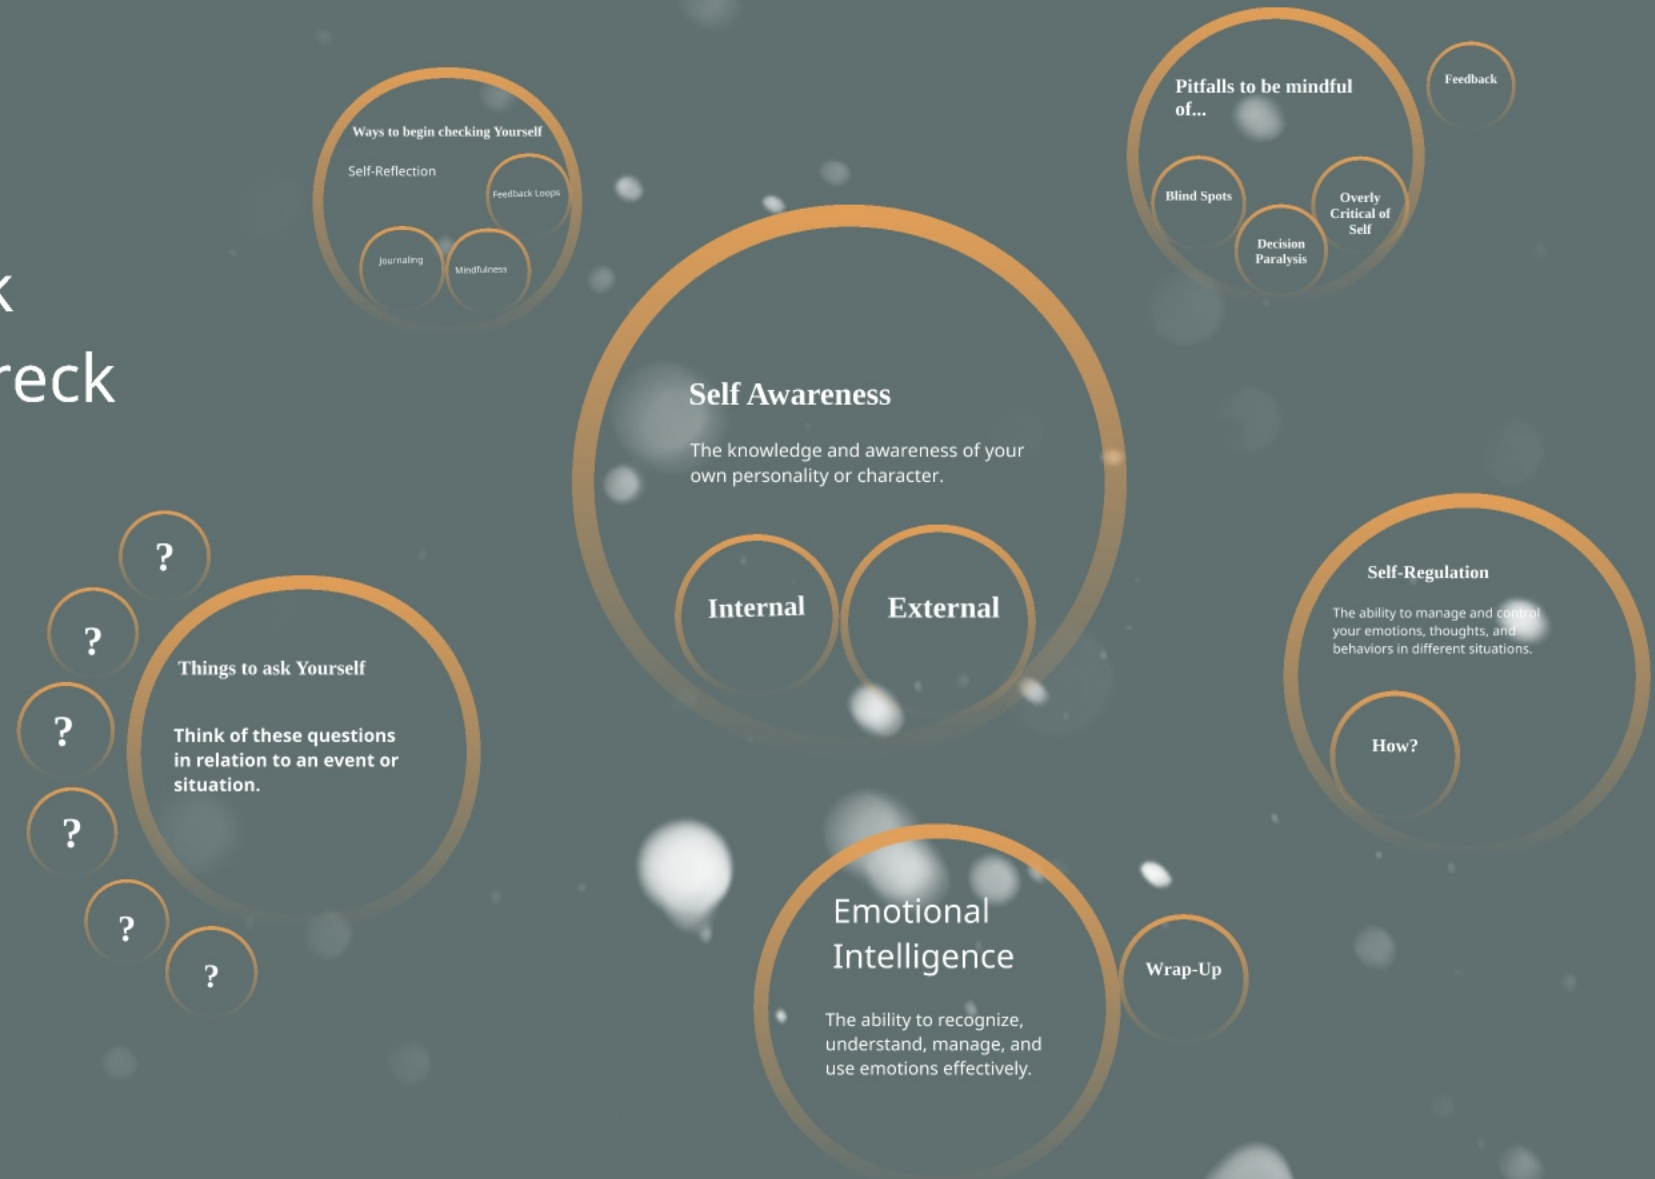 k
reck
Ways to begin checking Yourself
Self-Reflection
Feedback Loops
Journaling
Mindfulness
Pitfalls to be mindful
of...
Blind Spots
Decision
Paralysis
Overly
Critical of
Self
Feedback
Self Awareness
The knowledge and awareness of your
own personality or character.
Internal
External
?
?
?
?
?
?
Things to ask Yourself
Think of these questions
in relation to an event or
situation.
Self-Regulation
The ability to manage and control
your emotions, thoughts, and
behaviors in different situations.
How?
Emotional
Intelligence
The ability to recognize,
understand, manage, and
use emotions effectively.
Wrap-Up